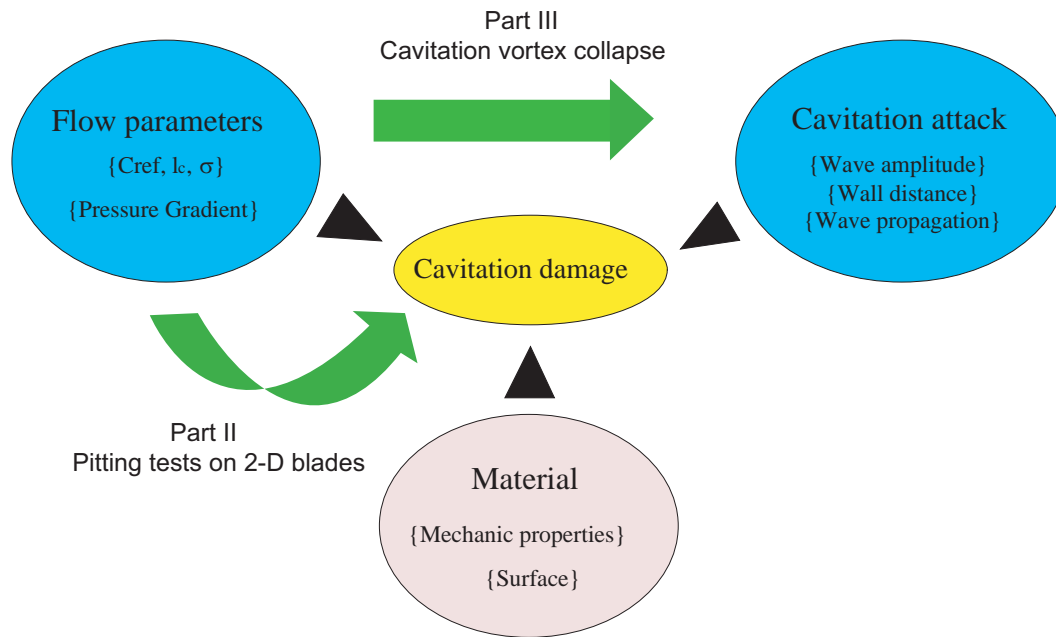 Part III
Cavitation vortex collapse
Flow parameters
{Cref, lc, σ}
{Pressure Gradient}
Cavitation attack
{Wave amplitude}
{Wall distance}
{Wave propagation}
Cavitation damage
Part II
Pitting tests on 2-D blades
Material
{Mechanic properties}
{Surface}